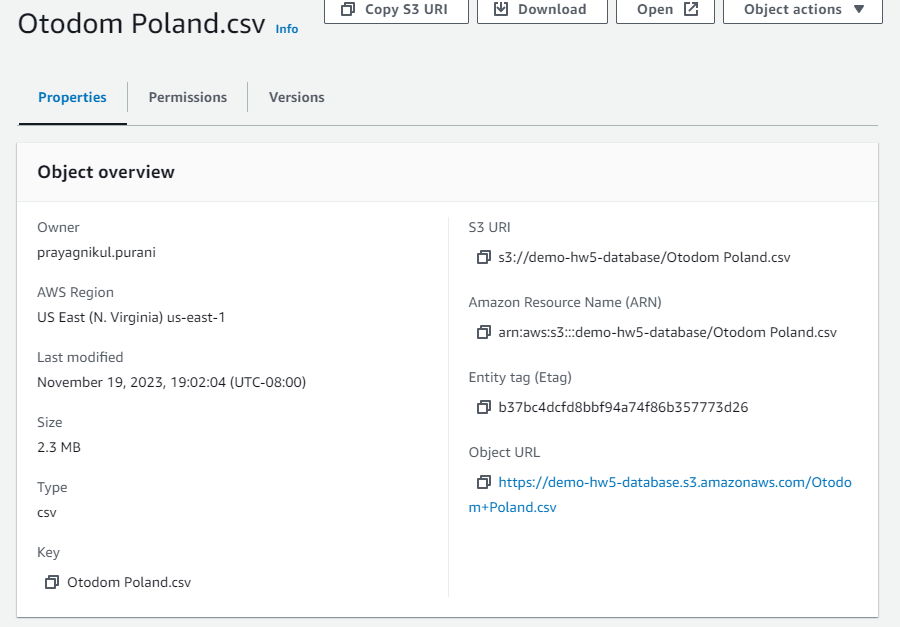 Otodom Poland.csv Info
Copy S3 URI
Download
Open
Object actions
Properties
Permissions
Versions
Object overview
Owner
prayagnikul.purani
AWS Region
US East (N. Virginia) us-east-1
Last modified
November 19, 2023, 19:02:04 (UTC-08:00)
Size
2.3 MB
Type
csv
Key
Otodom Poland.csv
S3 URI
s3://demo-hw5-database/Otodom Poland.csv
Amazon Resource Name (ARN)
arn:aws:s3:::demo-hw5-database/Otodom Poland.csv
Entity tag (Etag)
b37bc4dcfd8bbf94a74f86b357773d26
Object URL
https://demo-hw5-database.s3.amazonaws.com/Otodo
m+Poland.csv